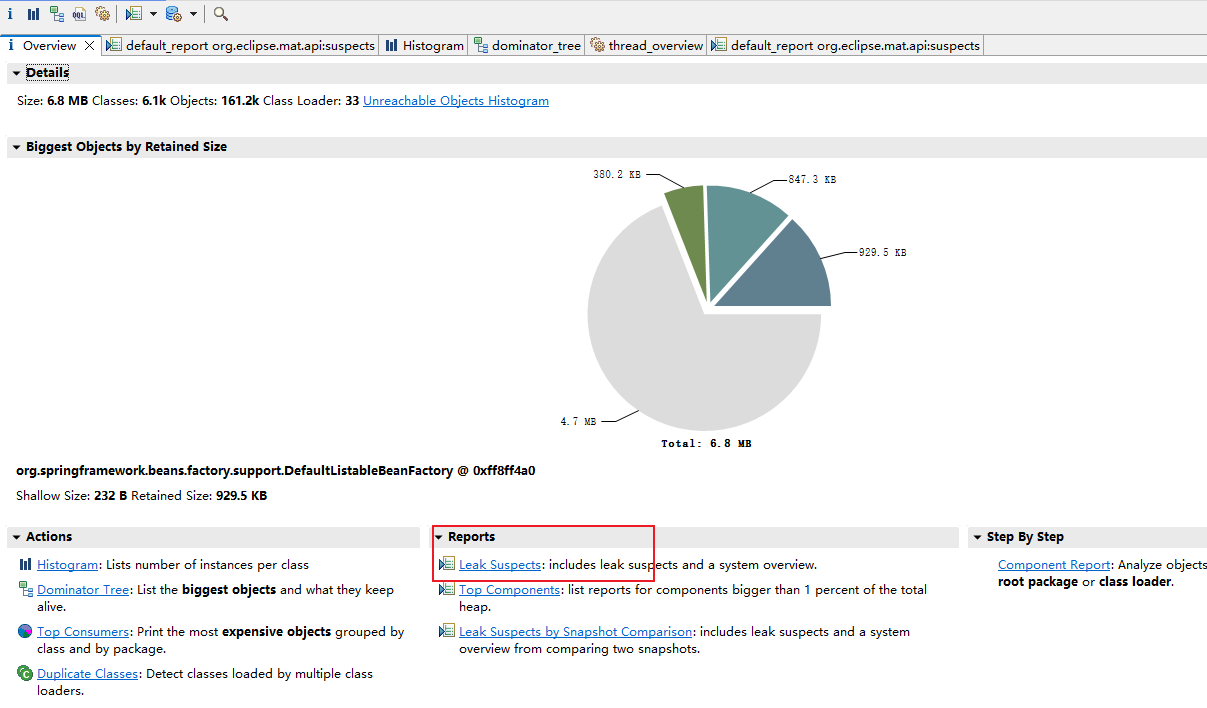 Overview
default_report org.eclipse.mat.api:suspects
Histogram
dominator_tree
thread_overview
default_report org.eclipse.mat.api:suspects
Details
Size: 6.8 MB Classes: 6.1k Objects: 161.2k Class Loader: 33 Unreachable Objects Histogram
Biggest Objects by Retained Size
380.2 KB
847.3 KB
929.5 KB
4.7 MB
Total: 6.8 MB
org.springframework.beans.factory.support.DefaultListableBeanFactory @ 0xff8ff4a0
Shallow Size: 232 B Retained Size: 929.5 KB
Actions
Histogram: Lists number of instances per class
Dominator Tree: List the biggest objects and what they keep
alive.
Top Consumers: Print the most expensive objects grouped by
class and by package.
Duplicate Classes: Detect classes loaded by multiple class
loaders.
Reports
Leak Suspects: includes leak suspects and a system overview.
Top Components: list reports for components bigger than 1 percent of the total
heap.
Leak Suspects by Snapshot Comparison: includes leak suspects and a system
overview from comparing two snapshots.
Step By Step
Component Report: Analyze objects
root package or class loader.